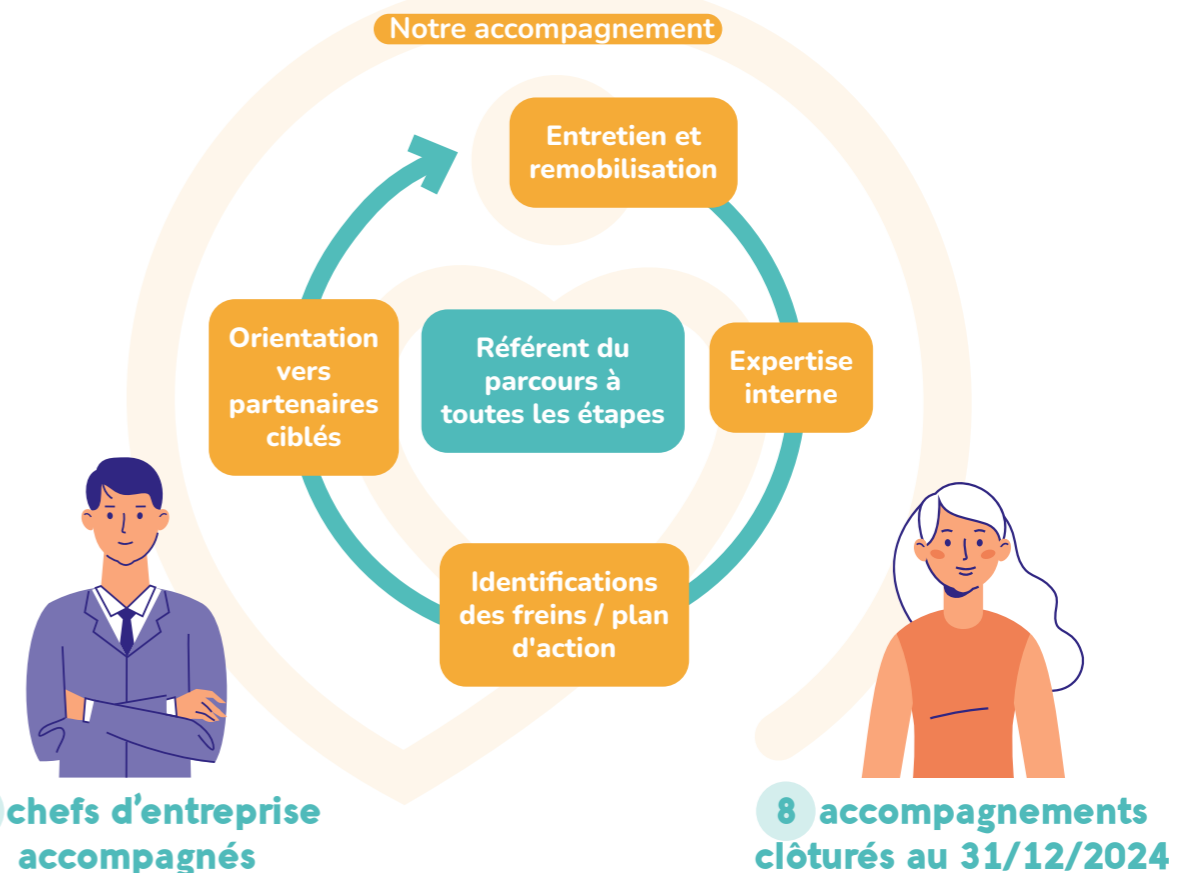 Notre accompagnement
Entretien et
remobilisation
Orientation
vers
partenaires
ciblés
Référent du
parcours à
toutes les étapes
Expertise
interne
Identifications
des freins / plan
d'action
chefs d'entreprise
accompagnés
8 accompagnements
clôturés au 31/12/2024